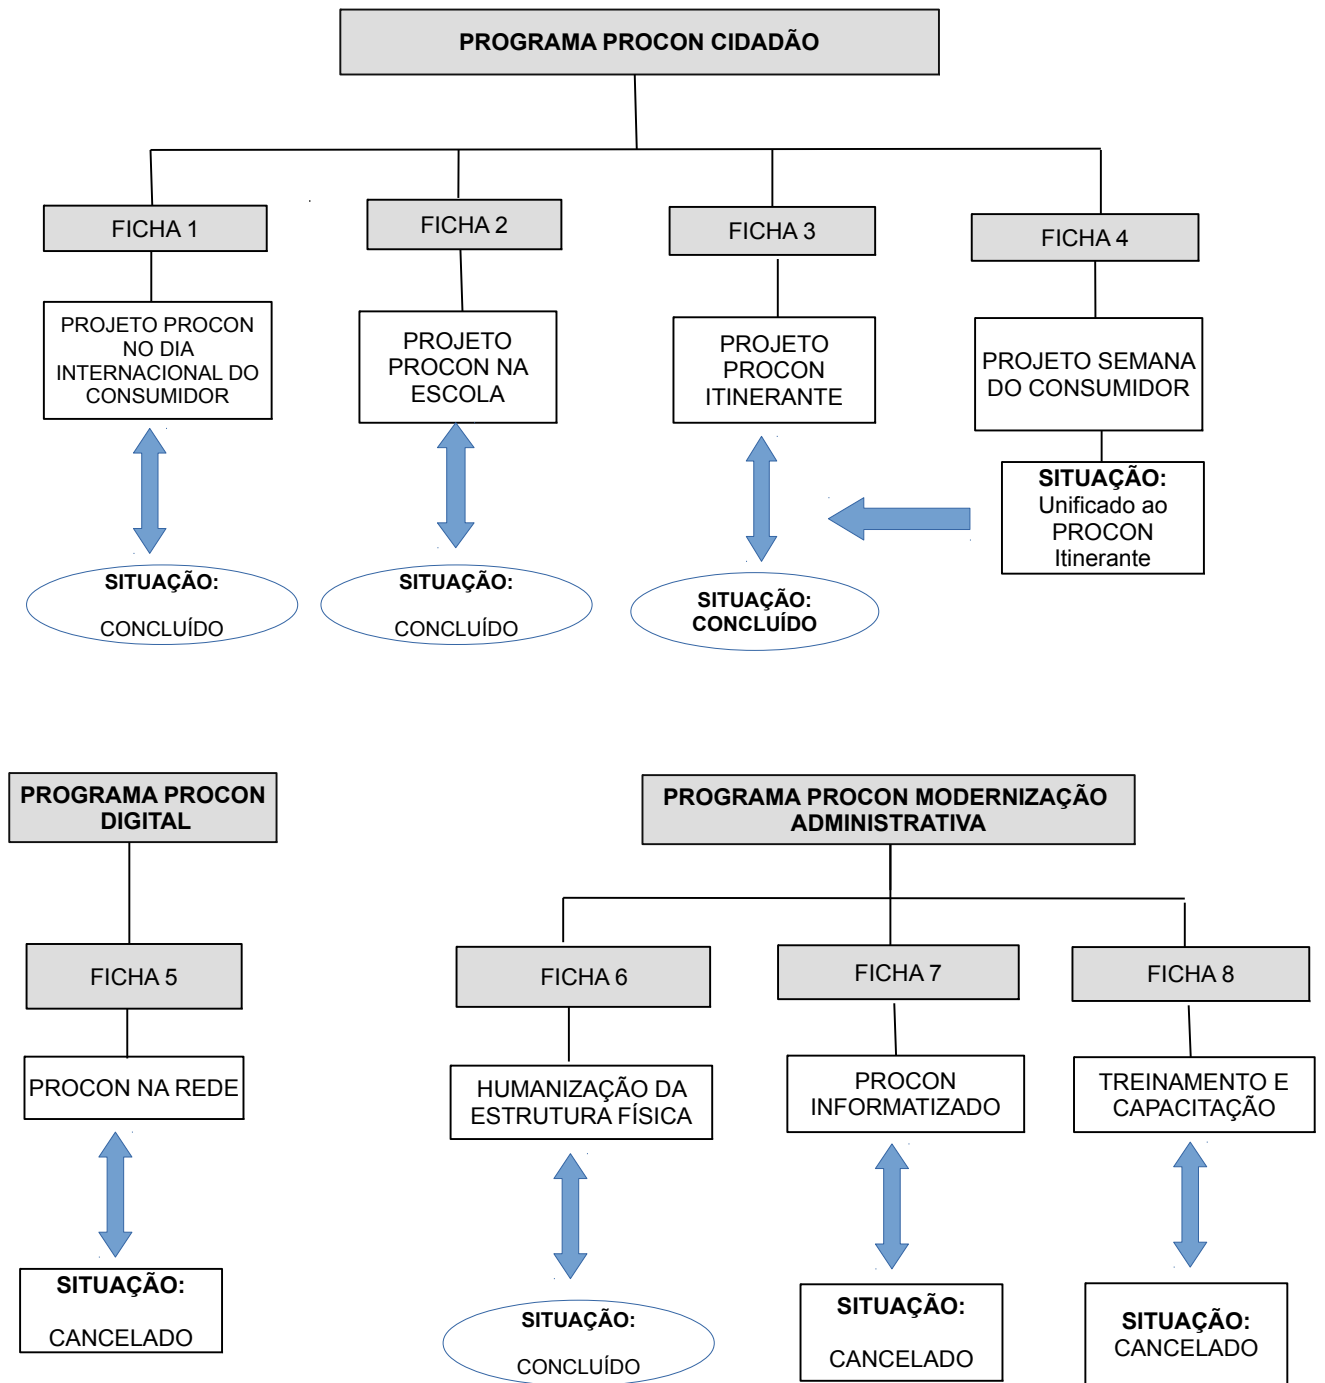 PROGRAMA PROCON CIDADÃO
FICHA 1
FICHA 2
FICHA 3
FICHA 4
PROJETO PROCON
NO DIA
INTERNACIONAL DO
CONSUMIDOR
PROJETO
PROCON NA
ESCOLA
PROJETO
PROCON
ITINERANTE
PROJETO SEMANA
DO CONSUMIDOR
SITUAÇÃO:
Unificado ao
PROCON
Itinerante
SITUAÇÃO:
CONCLUÍDO
SITUAÇÃO:
CONCLUÍDO
SITUAÇÃO:
CONCLUÍDO
PROGRAMA PROCON
DIGITAL
FICHA 5
PROCON NA REDE
SITUAÇÃO:
CANCELADO
PROGRAMA PROCON MODERNIZAÇÃO
ADMINISTRATIVA
FICHA 6
FICHA 7
FICHA 8
HUMANIZAÇÃO DA
ESTRUTURA FÍSICA
PROCON
INFORMATIZADO
TREINAMENTO E
CAPACITAÇÃO
SITUAÇÃO:
CONCLUÍDO
SITUAÇÃO:
CANCELADO
SITUAÇÃO:
CANCELADO